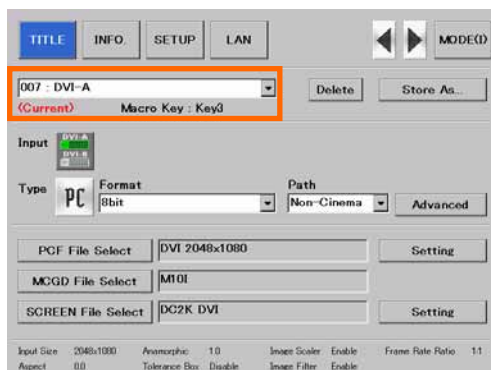 TITLE INFO. SETUP LAN MODE(I)
007 : DVI-A Delete Store As...
(Current) Macro Key : Key3
Input DVI-A
DVI-B
Type PC Format Path
8bit Non-Cinema Advanced
PCF File Select DVI 2048x1080 Setting
MCGD File Select M10I
SCREEN File Select DC2K DVI Setting
Input Size 2048x1080 Anamorphic 1.0 Image Scaler Enable Frame Rate Ratio 1:1
Aspect 0.0 Tolerance Box Disable Image Filter Enable